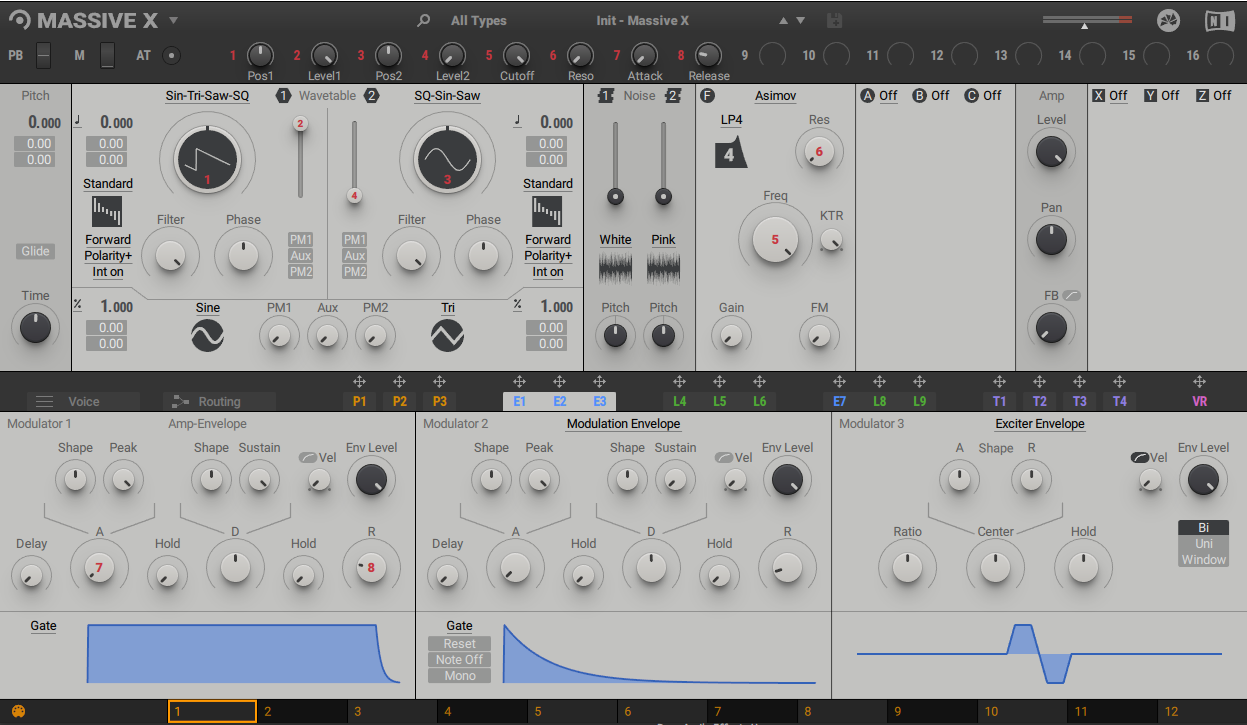 MASSIVE X All Types Init - Massive X NI
PB M AT 1 2 3 4 5 6 7 8 9 10 11 12 13 14 15 16
Pos1 Level1 Pos2 Level2 Cutoff Reso Attack Release
Pitch Sin-Tri-Saw-SQ 1 Wavetable 2 SQ-Sin-Saw 1 Noise 2 F Asimov A Off B Off C Off Amp X Off Y Off Z Off
0.000 0.000 2 0.000 LP4 Res Level
0.00 0.00 0.00
0.00 0.00 0.00
4 6
1 3
Standard Standard
4 Pan
Filter Phase Filter Phase Freq KTR
Forward PM1 PM1 Forward White Pink 5
Glide Polarity+ Aux Aux Polarity+
Int on PM2 PM2 Int on
Time FB
% 1.000 Sine PM1 Aux PM2 Tri % 1.000 Pitch Pitch Gain FM
0.00 0.00
0.00 0.00
Voice Routing P1 P2 P3 E1 E2 E3 L4 L5 L6 E7 L8 L9 T1 T2 T3 T4 VR
Modulator 1 Amp-Envelope Modulator 2 Modulation Envelope Modulator 3 Exciter Envelope
Shape Peak Shape Sustain Vel Env Level Shape Peak Shape Sustain Vel Env Level A Shape R Vel Env Level
A D R A D R
Delay Hold Hold Delay Hold Hold Ratio Center Hold Bi
Uni
Window
7 8
Gate Gate
Reset
Note Off
Mono
1 2 3 4 5 6 7 8 9 10 11 12